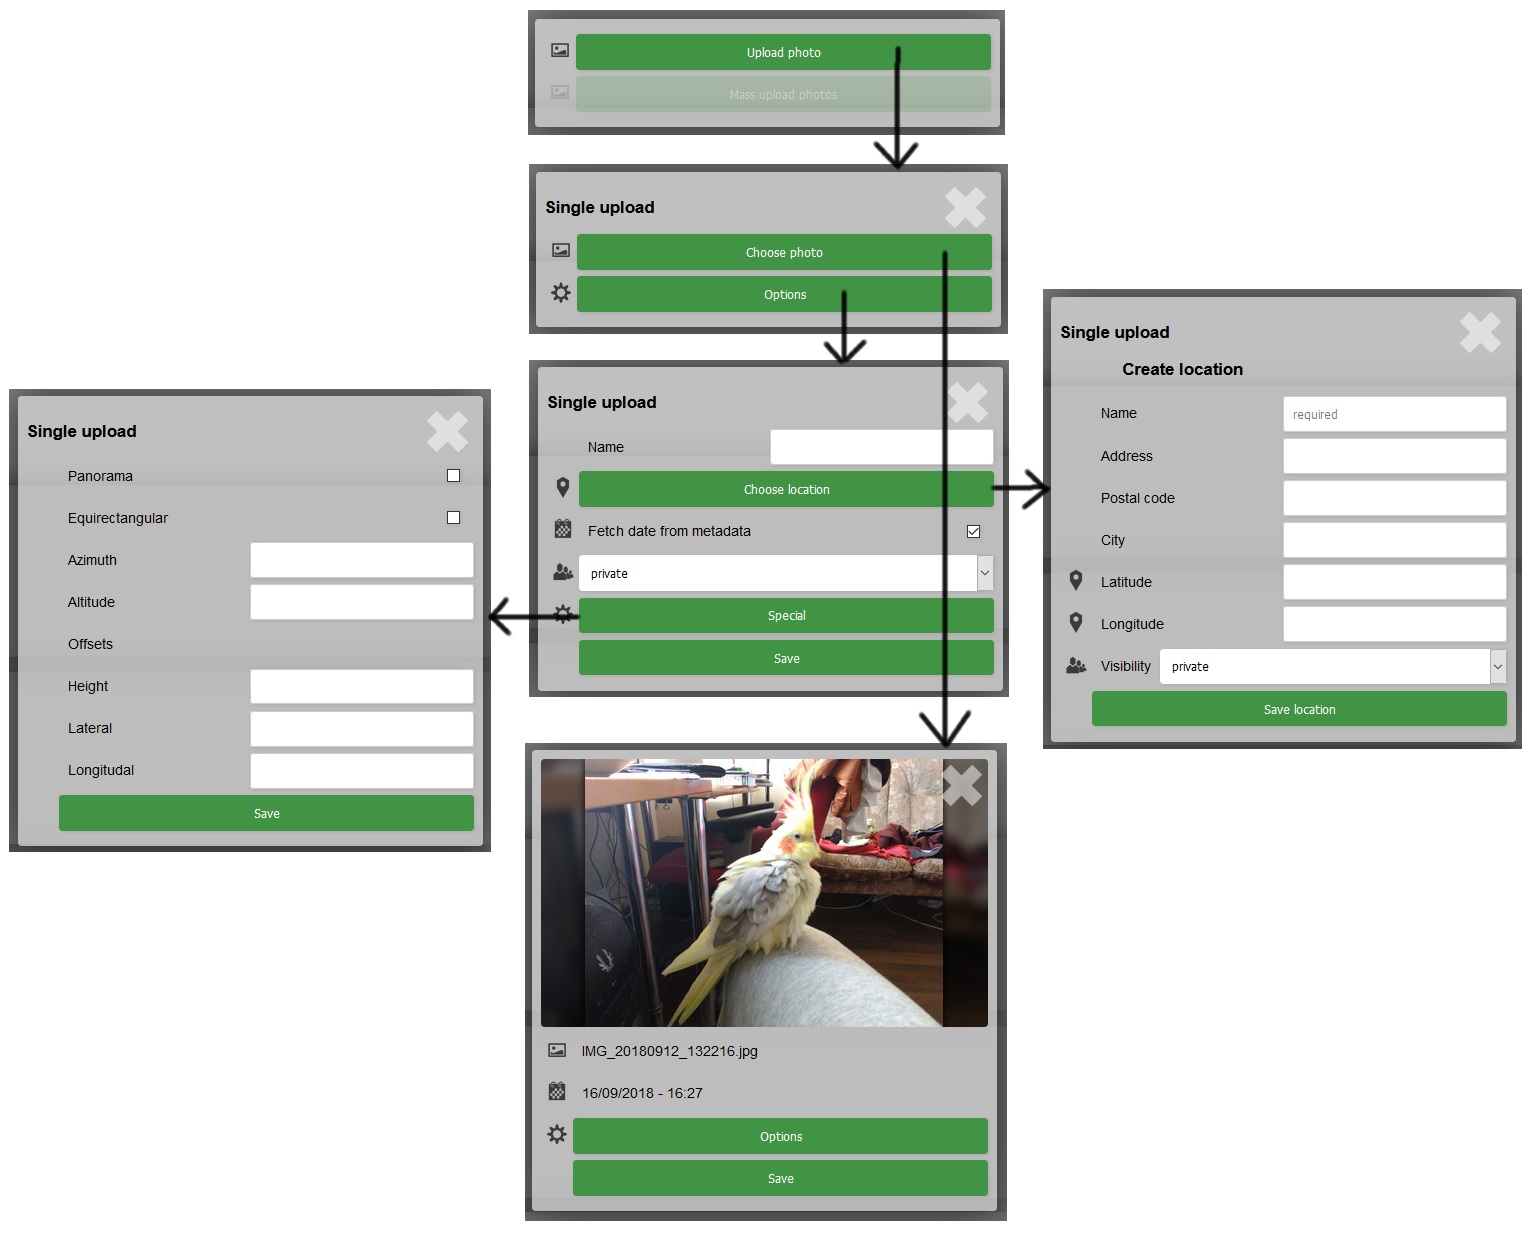 Upload photo
Mass upload photos
Single upload
Choose photo
Options
Single upload
Name
Choose location
Fetch date from metadata
private
Special
Save
Single upload
Panorama
Equirectangular
Azimuth
Altitude
Offsets
Height
Lateral
Longitudal
Save
Single upload
Create location
Name required
Address
Postal code
City
Latitude
Longitude
Visibility private
Save location
IMG_20180912_132216.jpg
16/09/2018 - 16:27
Options
Save